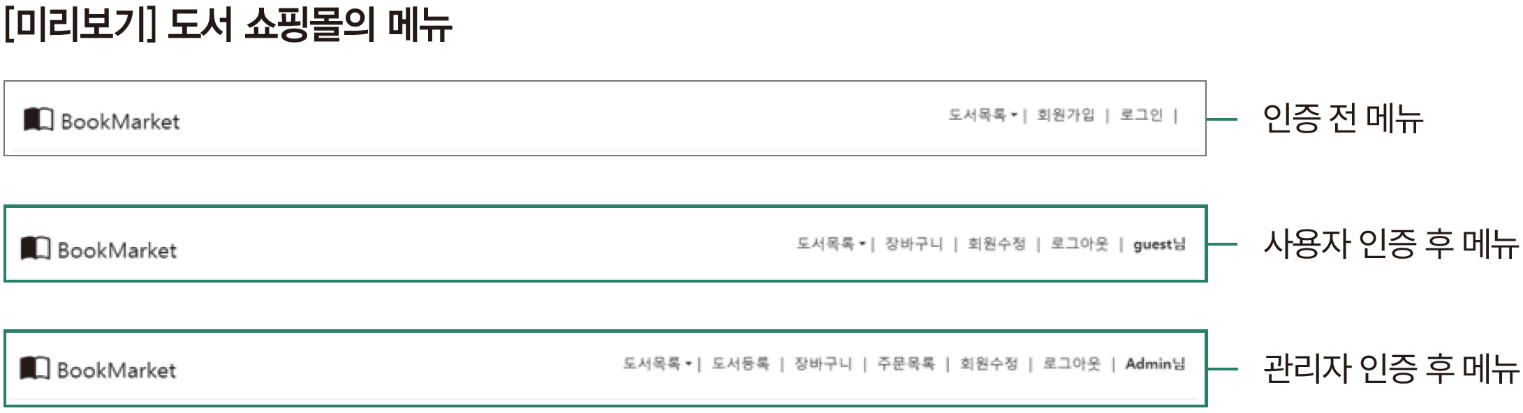 [미리보기] 도서 쇼핑몰의 메뉴
BookMarket 도서목록 | 회원가입 | 로그인 | 인증 전 메뉴
BookMarket 도서목록 | 장바구니 | 회원수정 | 로그아웃 | guest님 사용자 인증 후 메뉴
BookMarket 도서목록 | 도서등록 | 장바구니 | 주문목록 | 회원수정 | 로그아웃 | Admin님 관리자 인증 후 메뉴